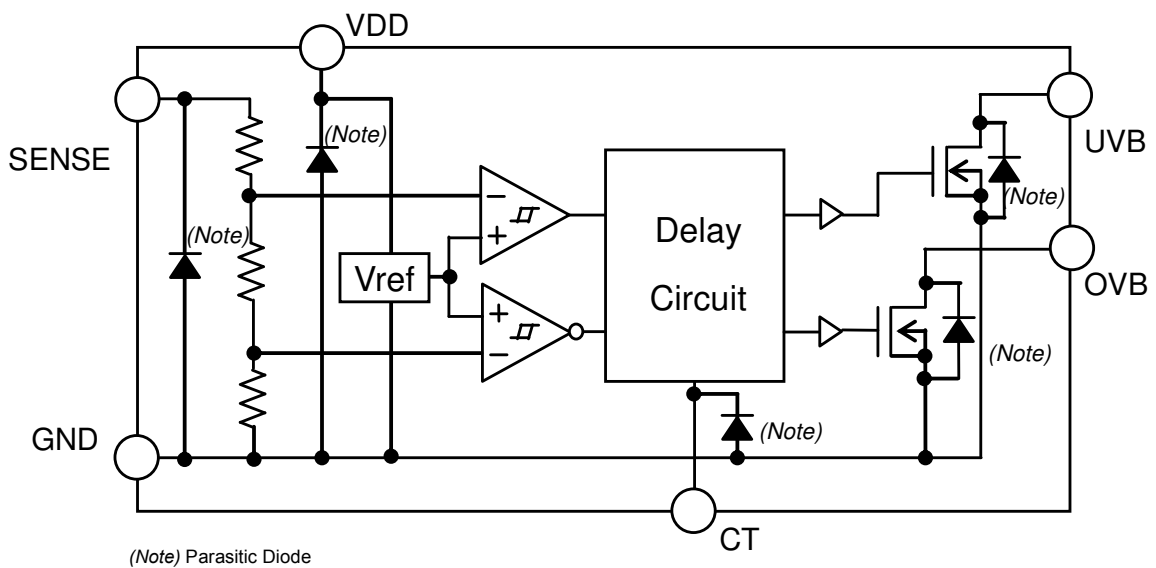 VDD
SENSE
(Note)
(Note)
−
+
Vref
+
−
Delay
Circuit
UVB
(Note)
OVB
(Note)
GND
(Note)
CT
(Note) Parasitic Diode